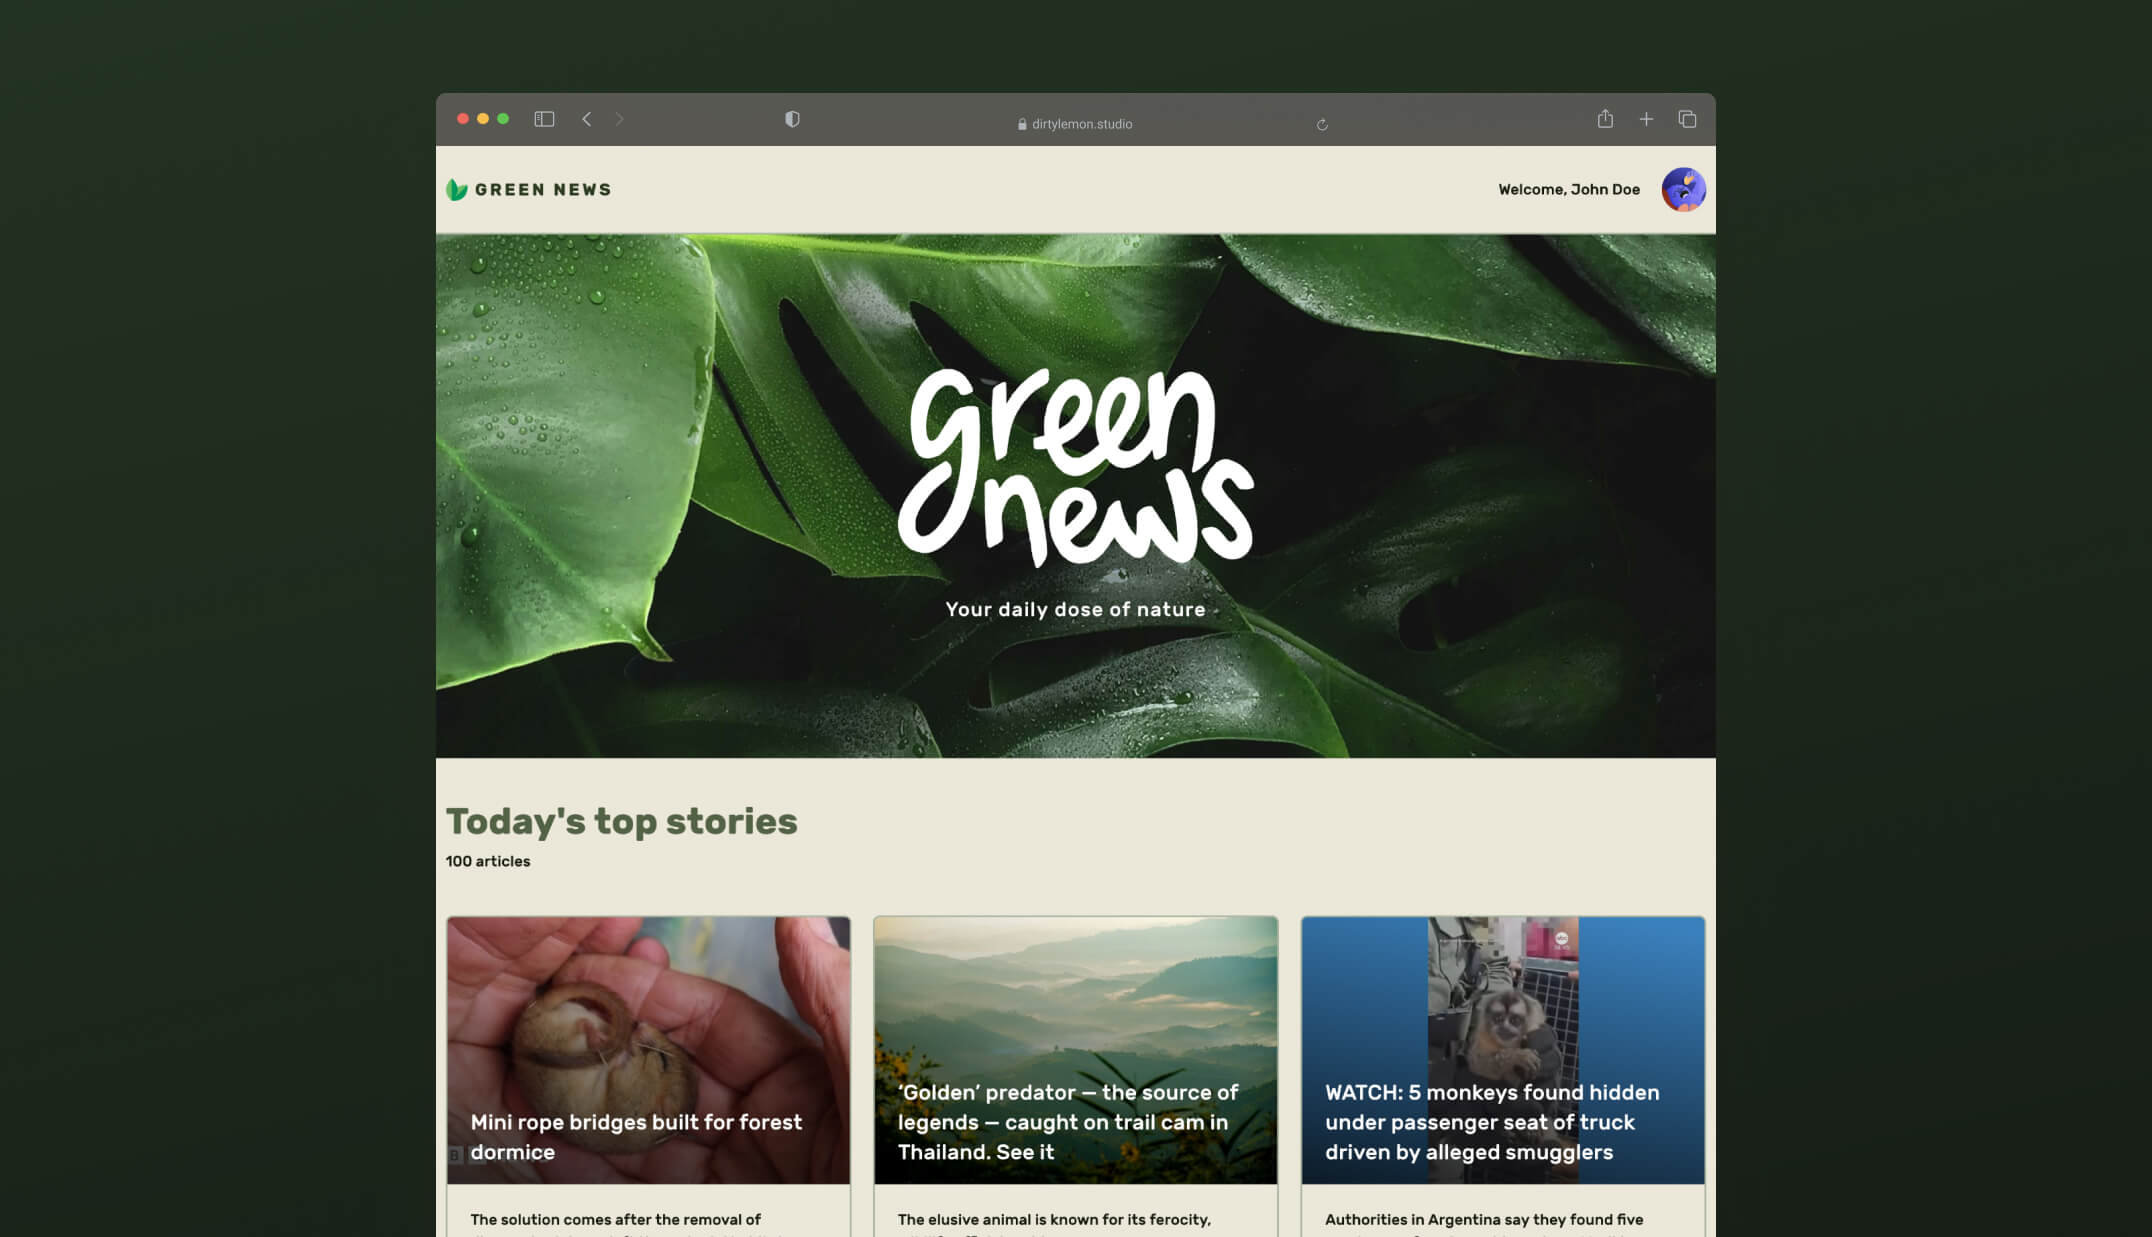 dirtylemon.studio
GREEN NEWS
Welcome, John Doe
green
news
Your daily dose of nature
Today's top stories
100 articles
Mini rope bridges built for forest
dormice
‘Golden’ predator — the source of
legends — caught on trail cam in
Thailand. See it
WATCH: 5 monkeys found hidden
under passenger seat of truck
driven by alleged smugglers
The solution comes after the removal of
The elusive animal is known for its ferocity,
Authorities in Argentina say they found five